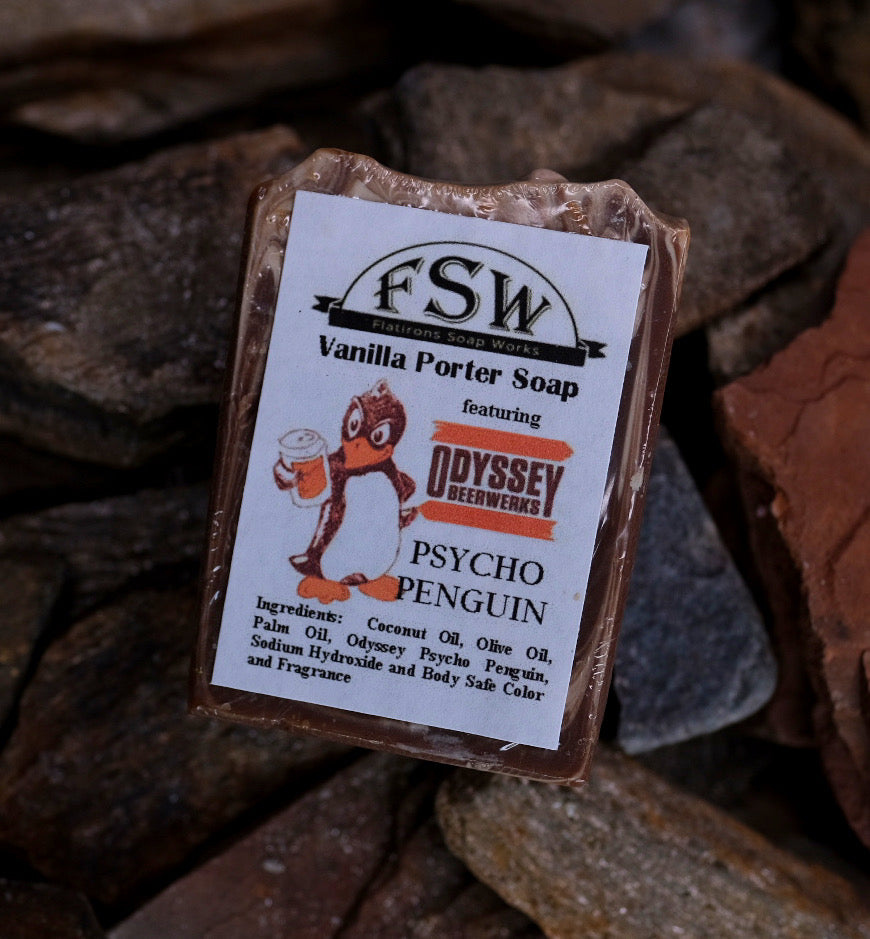 FSW
Flatirons Soap Works
Vanilla Porter Soap
featuring
ODYSSEY
BEERWERKS
PSYCHO
PENGUIN
Ingredients: Coconut Oil, Olive Oil,
Palm Oil, Odyssey Psycho Penguin,
Sodium Hydroxide and Body Safe Color
and Fragrance